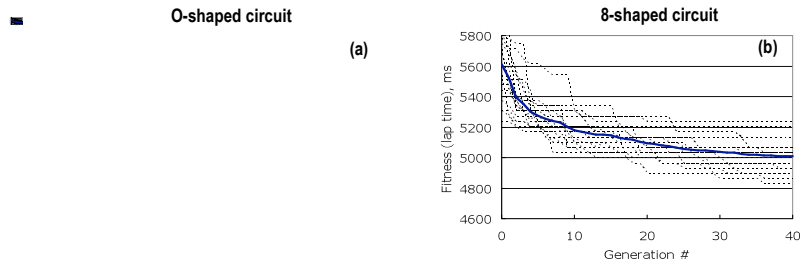 O-shaped circuit
(a)
8-shaped circuit
(b)
Fitness (lap time), ms
5800
5600
5400
5200
5000
4800
4600
0 10 20 30 40
Generation #